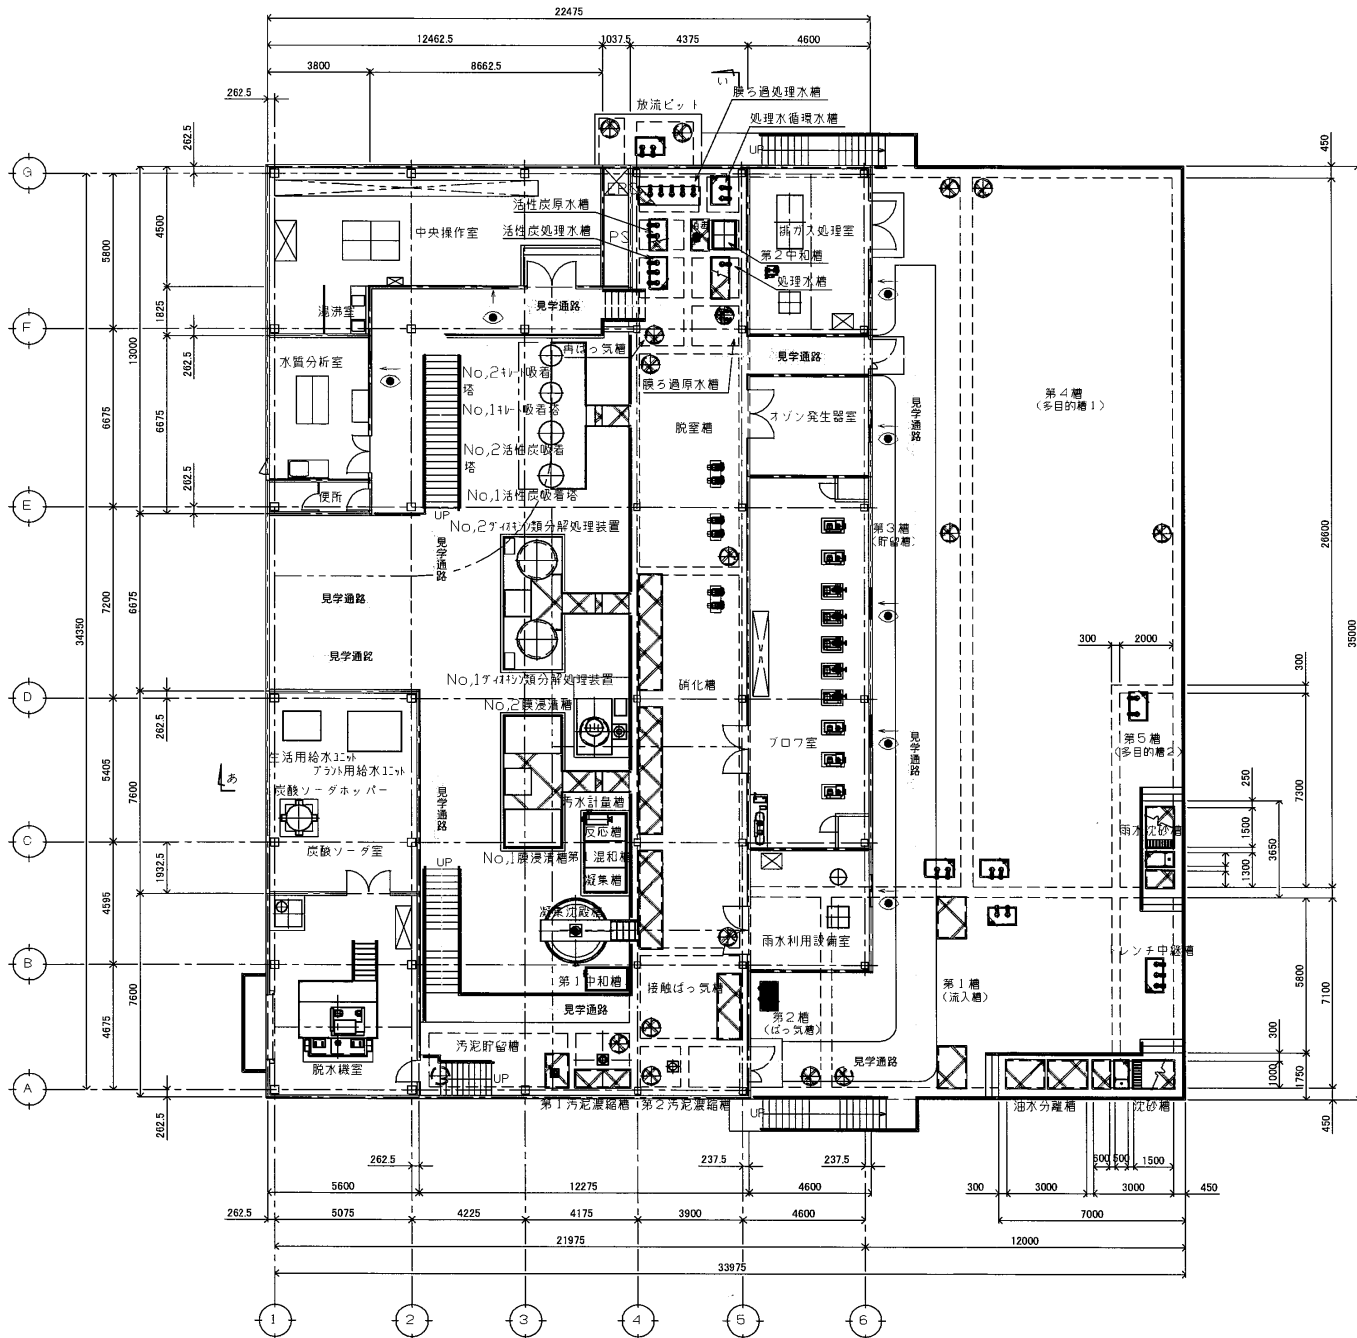 22475
12462.5
1037.5
4375
4600
3800
8662.5
262.5
い
膜ろ過処理水槽
放流ピット
処理水循環水槽
UP
450
262.5
G
活性炭原水槽
中央操作室
活性炭処理水槽
PS
排ガス処理室
第2中和槽
処理水槽
4500
5800
湯沸室
見学通路
1825
F
13000
再ばっ気槽
見学通路
水質分析室
262.5
No,2キレート吸着
塔
膜ろ過原水槽
第4槽
(多目的槽1)
見学通路
No,1キレート吸着塔
オゾン発生器室
脱窒槽
6675
6675
No,2活性炭吸着
塔
262.5
便所
No,1活性炭吸着塔
E
UP
No,2ダイオキシン類分解処理装置
第3槽
(貯留槽)
26600
見学通路
見学通路
7200
6675
34350
35000
見学通路
300
2000
300
No,1ダイオキシン類分解処理装置
硝化槽
D
No,2膜浸漬槽
262.5
第5槽
(多目的槽2)
ブロワ室
見学通路
生活用給水ユニット
プラント用給水ユニット
あ
炭酸ソーダホッパー
5405
7600
見学通路
汚水計量槽
250
7300
反応槽
雨水沈砂槽
1500
3650
C
炭酸ソーダ室
No,1膜浸漬槽
第1混和槽
UP
凝集槽
1300
1932.5
4595
凝集沈殿槽
B
雨水利用設備室
トレンチ中継槽
第1中和槽
接触ばっ気槽
第1槽
(流入槽)
5800
7100
7600
見学通路
第2槽
(ばっ気槽)
4675
汚泥貯留槽
見学通路
300
脱水機室
UP
1000
1750
A
第1汚泥濃縮槽
第2汚泥濃縮槽
UP
油水分離槽
沈砂槽
262.5
450
262.5
237.5
237.5
600
500
1500
5600
12275
4600
300
3000
3000
450
262.5
5075
4225
4175
3900
4600
7000
21975
12000
33975
1
2
3
4
5
6